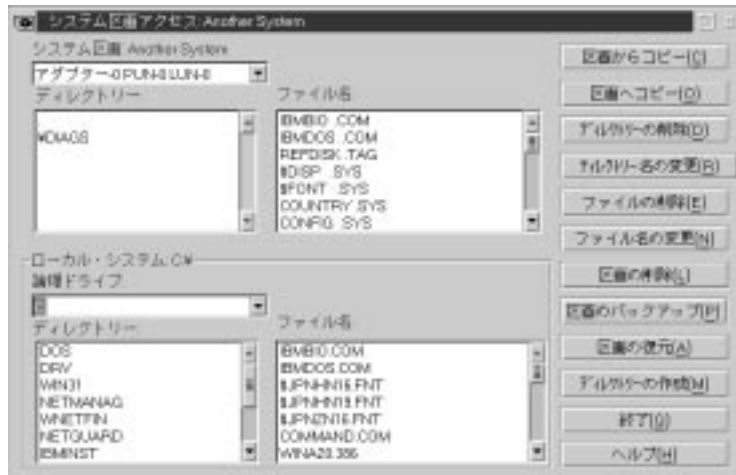 システム区画アクセス: Another System
システム区画: Another System
アダプター-0 PUN-0 LUN-0
ディレクトリー
ファイル名
¥DIAGS
IBMBIO .COM
IBMDOS .COM
REFDISK .TAG
$DISP .SYS
$FONT .SYS
COUNTRY .SYS
CONFIG .SYS
ローカル・システム: C:¥
論理ドライブ
ディレクトリー
ファイル名
DOS
DRV
WIN31
NETMANAG
WNETFIN
NETGUARD
IBMINST
IBMBIO.COM
IBMDOS.COM
$JPNHN16.FNT
$JPNHN19.FNT
$JPNZN16.FNT
COMMAND.COM
WINA20.386
区画からコピー(C)
区画へコピー(O)
ディレクトリーの削除(D)
ディレクトリー名の変更(R)
ファイルの削除(E)
ファイル名の変更(N)
区画の削除(L)
区画のバックアップ(P)
区画の復元(A)
ディレクトリーの作成(M)
終了(Q)
ヘルプ(H)